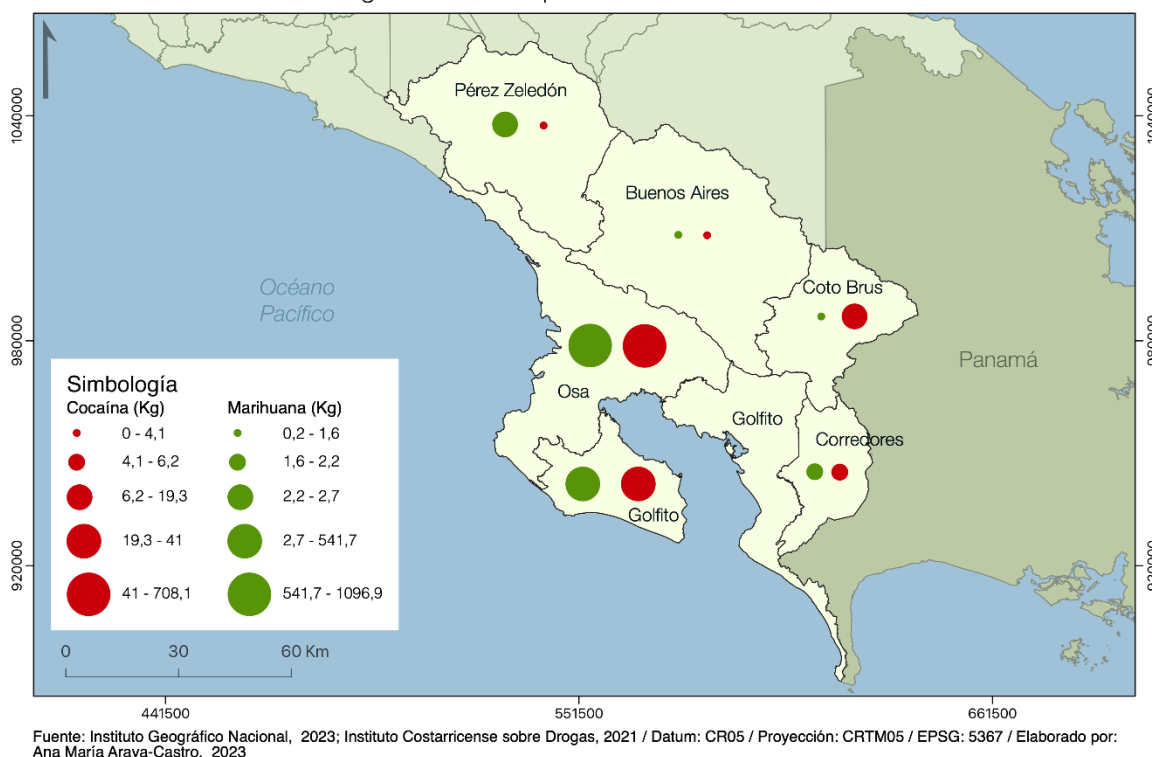 1040000
1040000
Pérez Zeledón
Buenos Aires
Océano
Pacífico
Coto Brus
980000
980000
Panamá
Osa
Golfito
Corredores
Golfito
Simbología
Cocaína (Kg)
Marihuana (Kg)
0 - 4,1
0,2 - 1,6
4,1 - 6,2
1,6 - 2,2
6,2 - 19,3
2,2 - 2,7
19,3 - 41
2,7 - 541,7
41 - 708,1
541,7 - 1096,9
920000
920000
0 30 60 Km
441500 551500 661500
Fuente: Instituto Geográfico Nacional, 2023; Instituto Costarricense sobre Drogas, 2021 / Datum: CR05 / Proyección: CRTM05 / EPSG: 5367 / Elaborado por:
Ana María Araya-Castro, 2023